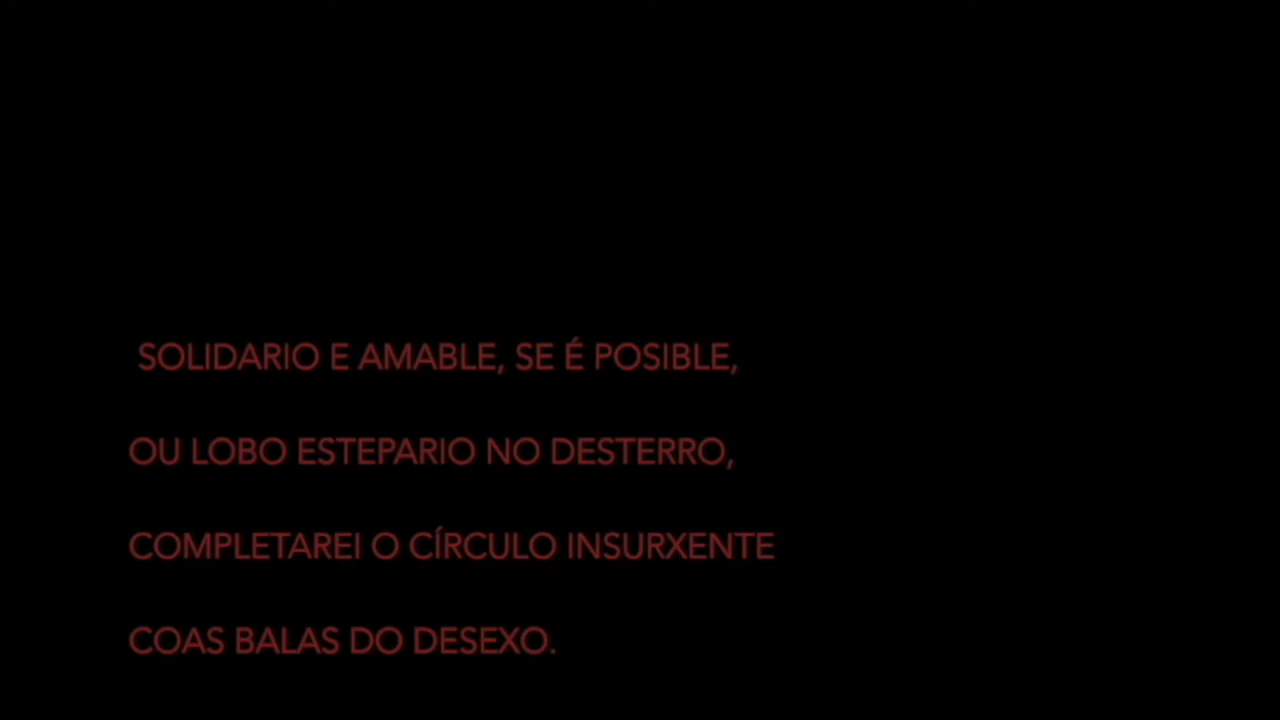 SOLIDARIO E AMABLE, SE É POSIBLE,
OU LOBO ESTEPARIO NO DESTERRO,
COMPLETAREI O CÍRCULO INSURXENTE
COAS BALAS DO DESEXO.